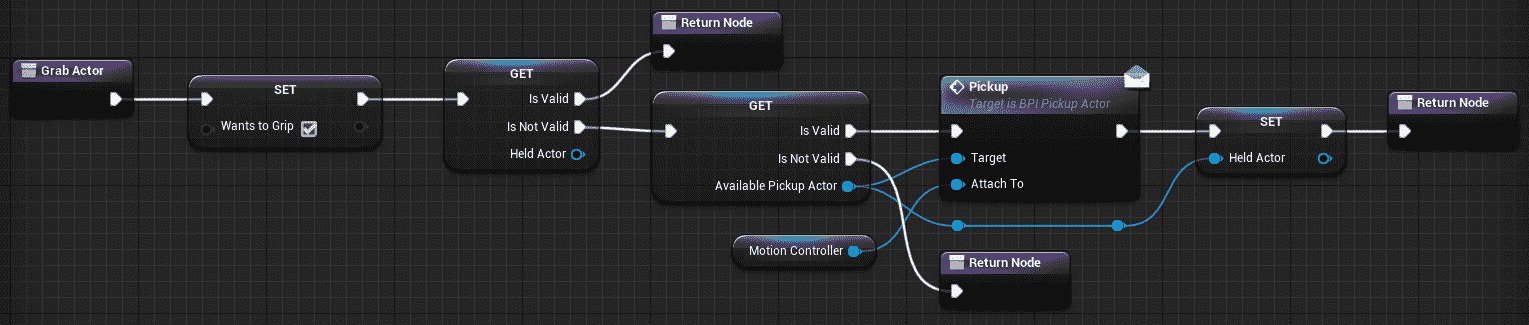 Grab Actor
SET
Wants to Grip
GET
Is Valid
Is Not Valid
Held Actor
Return Node
GET
Is Valid
Is Not Valid
Available Pickup Actor
Motion Controller
Pickup
Target is BPI Pickup Actor
Target
Attach To
Return Node
SET
Held Actor
Return Node